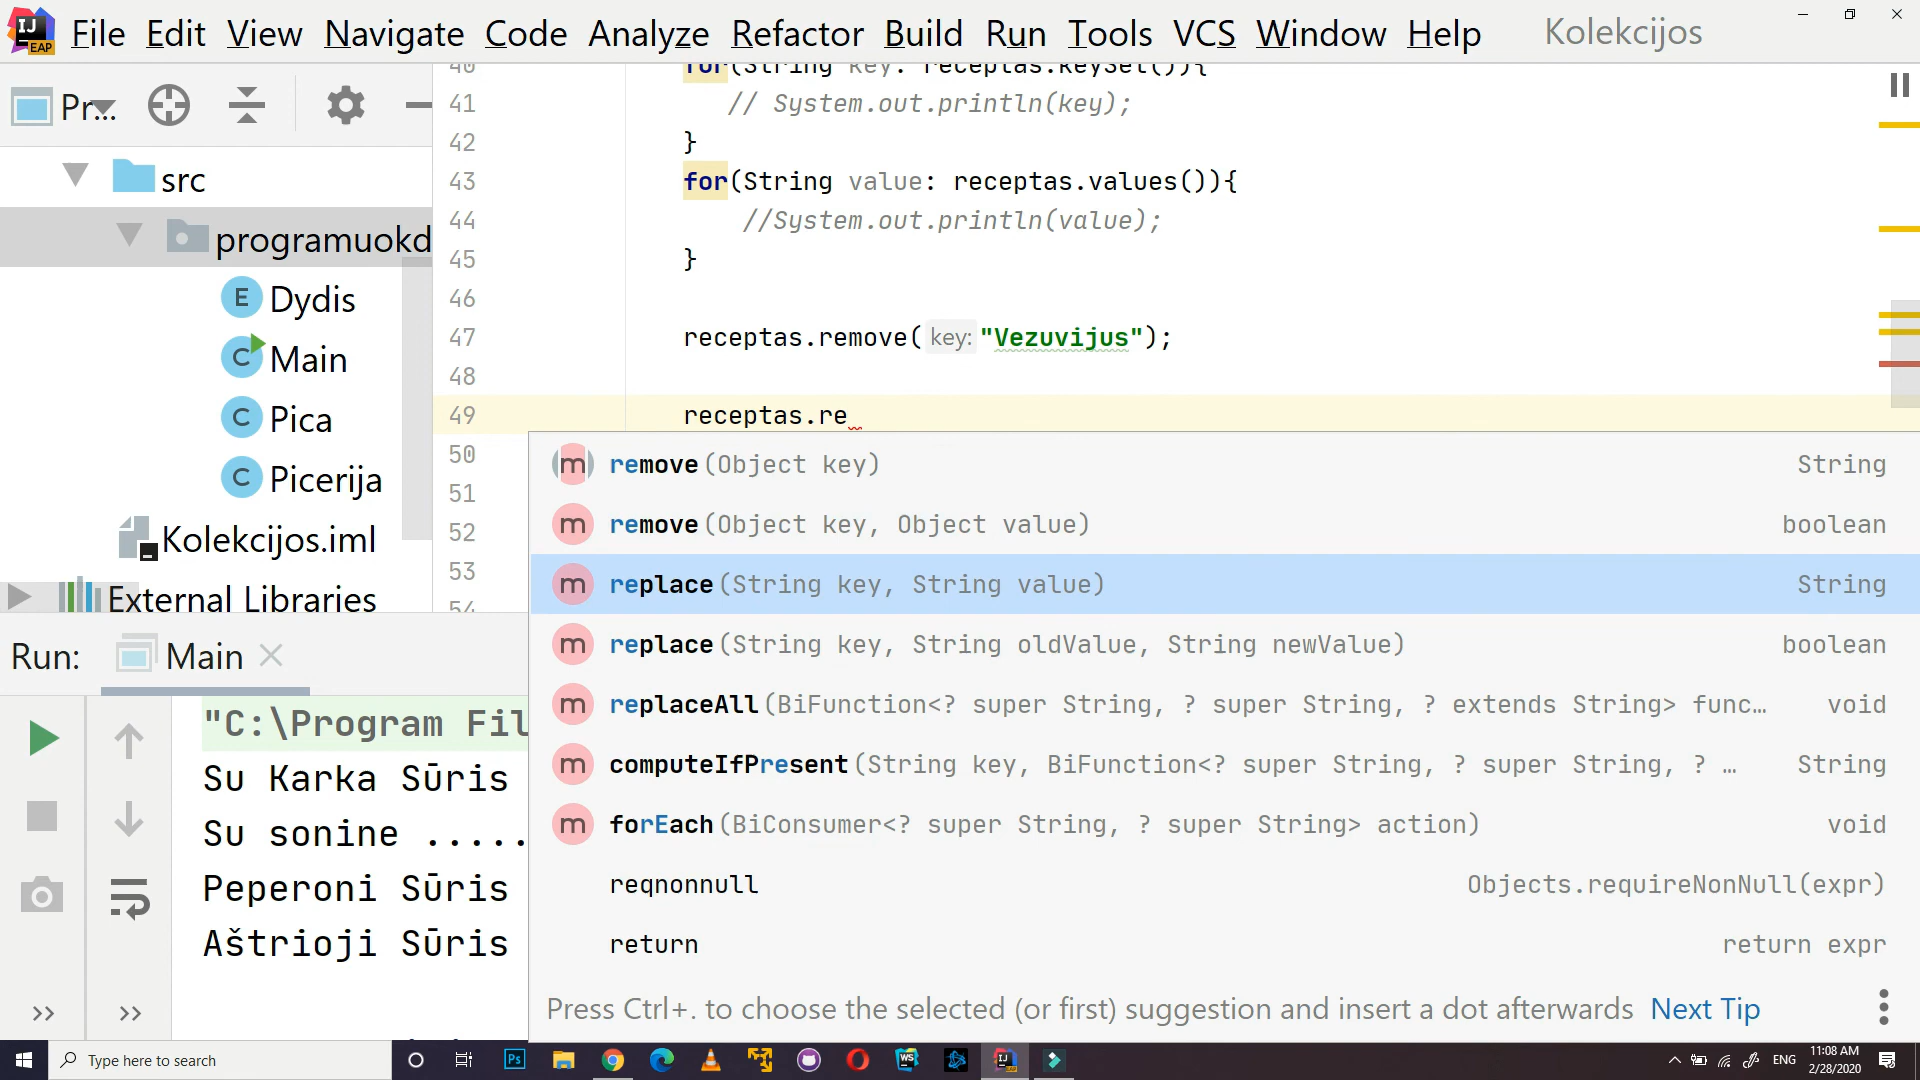 IJ EAP File Edit View Navigate Code Analyze Refactor Build Run Tools VCS Window Help Kolekcijos
Pr...
src
programuokd
E Dydis
C Main
C Pica
C Picerija
Kolekcijos.iml
External Libraries
40 for(String key: receptas.keySet()){
41 // System.out.println(key);
42 }
43 for(String value: receptas.values()){
44 //System.out.println(value);
45 }
46
47 receptas.remove( key: "Vezuvijus");
48
49 receptas.re
50
51
52
53
54
m remove(Object key) String
m remove(Object key, Object value) boolean
m replace(String key, String value) String
m replace(String key, String oldValue, String newValue) boolean
m replaceAll(BiFunction<? super String, ? super String, ? extends String> func... void
m computeIfPresent(String key, BiFunction<? super String, ? super String, ? ... String
m forEach(BiConsumer<? super String, ? super String> action) void
reqnonnull Objects.requireNonNull(expr)
return return expr
Press Ctrl+. to choose the selected (or first) suggestion and insert a dot afterwards Next Tip
Run: Main
"C:\Program Fil
Su Karka Sūris
Su sonine .....
Peperoni Sūris
Aštrioji Sūris
Type here to search
Ps
WS
IJ
ENG
11:08 AM
2/28/2020